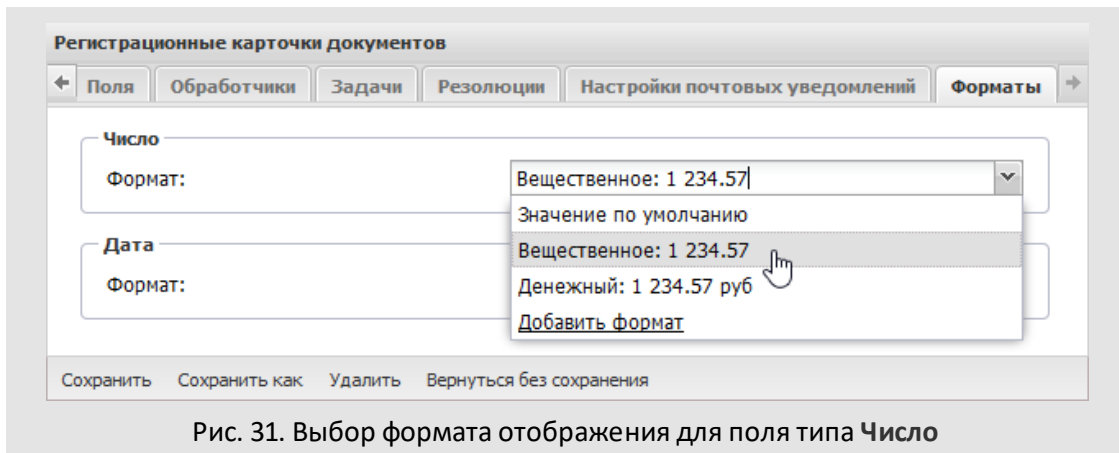 Регистрационные карточки документов
Поля Обработчики Задачи Резолюции Настройки почтовых уведомлений Форматы
Число
Формат: Вещественное: 1 234.57
Значение по умолчанию
Дата
Вещественное: 1 234.57
Формат: Денежный: 1 234.57 руб
Добавить формат
Сохранить Сохранить как Удалить Вернуться без сохранения
Рис. 31. Выбор формата отображения для поля типа Число